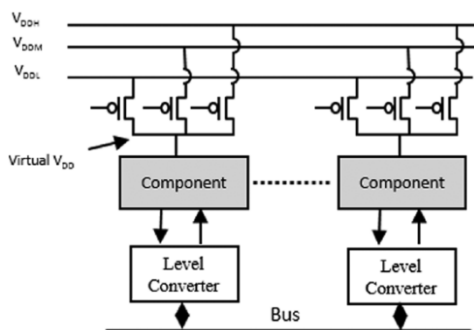 VDDH
VDDM
VDDL
Virtual VDD
Component
Component
Level
Converter
Level
Converter
Bus